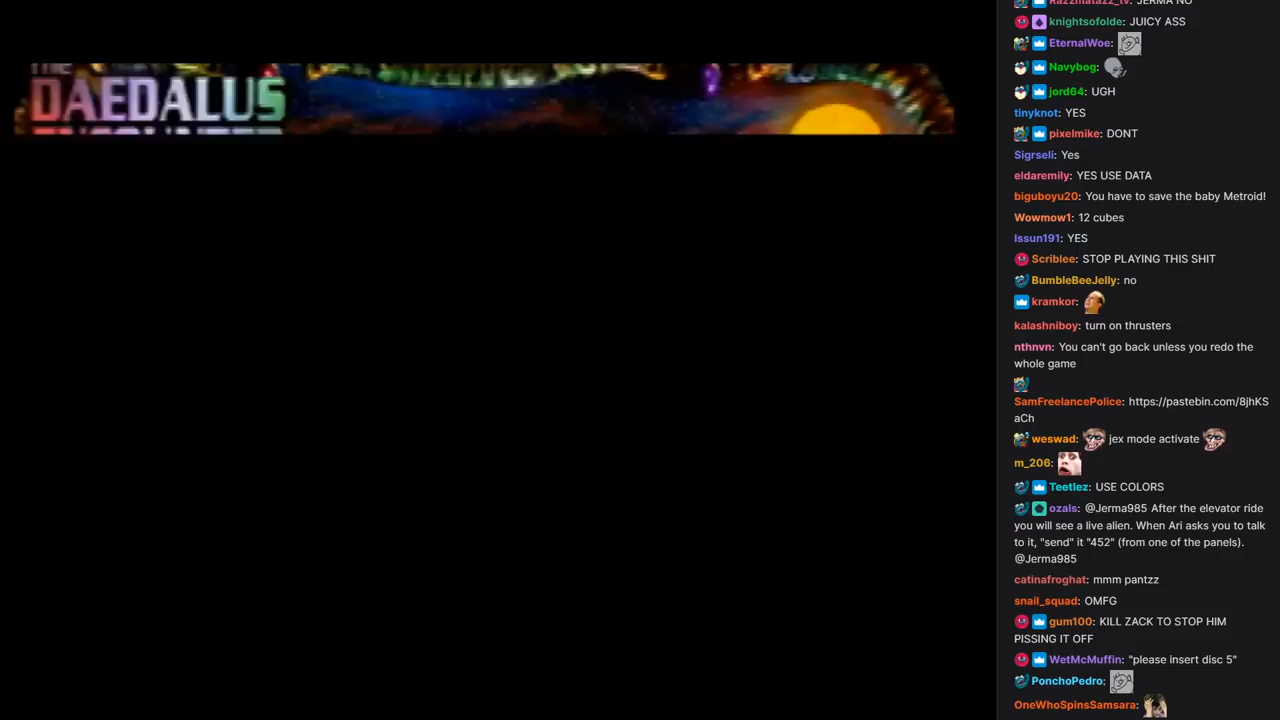 THE
DAEDALUS
ENCOUNTER
Razzmatazz_tv: JERMA NO
knightsofolde: JUICY ASS
EternalWoe:
Navybog:
jord64: UGH
tinyknot: YES
pixelmike: DONT
Sigrseli: Yes
eldaremily: YES USE DATA
biguboyu20: You have to save the baby Metroid!
Wowmow1: 12 cubes
Issun191: YES
Scriblee: STOP PLAYING THIS SHIT
BumbleBeeJelly: no
kramkor:
kalashniboy: turn on thrusters
nthnvn: You can't go back unless you redo the
whole game
SamFreelancePolice: https://pastebin.com/8jhKS
aCh
weswad: jex mode activate
m_206:
Teetlez: USE COLORS
ozals: @Jerma985 After the elevator ride
you will see a live alien. When Ari asks you to talk
to it, "send" it "452" (from one of the panels).
@Jerma985
catinafroghat: mmm pantzz
snail_squad: OMFG
gum100: KILL ZACK TO STOP HIM
PISSING IT OFF
WetMcMuffin: "please insert disc 5"
PonchoPedro:
OneWhoSpinsSamsara: